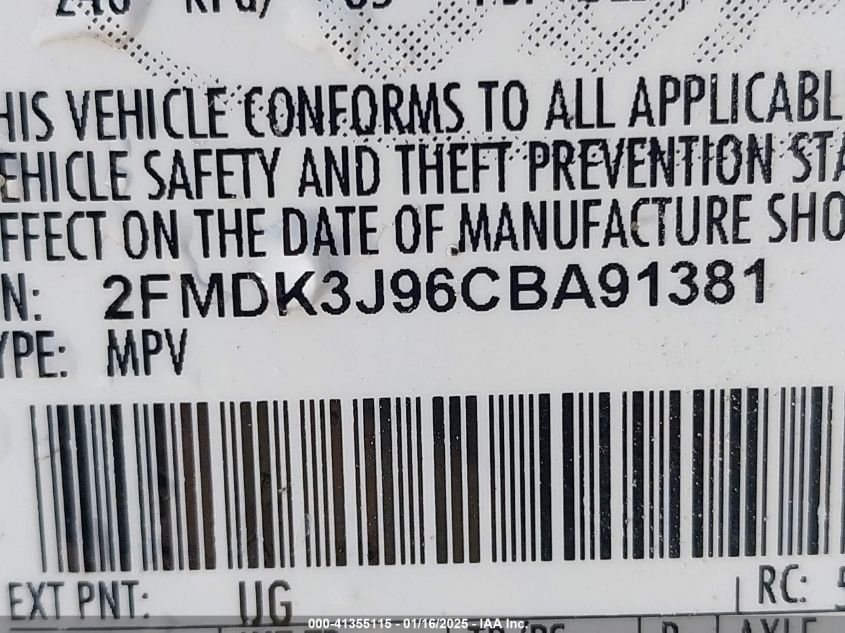 HIS VEHICLE CONFORMS TO ALL APPLICABL
EHICLE SAFETY AND THEFT PREVENTION STA
FFECT ON THE DATE OF MANUFACTURE SHO
N: 2FMDK3J96CBA91381
YPE: MPV
EXT PNT: UG RC: 5
000-41355115 - 01/16/2025 - IAA Inc.